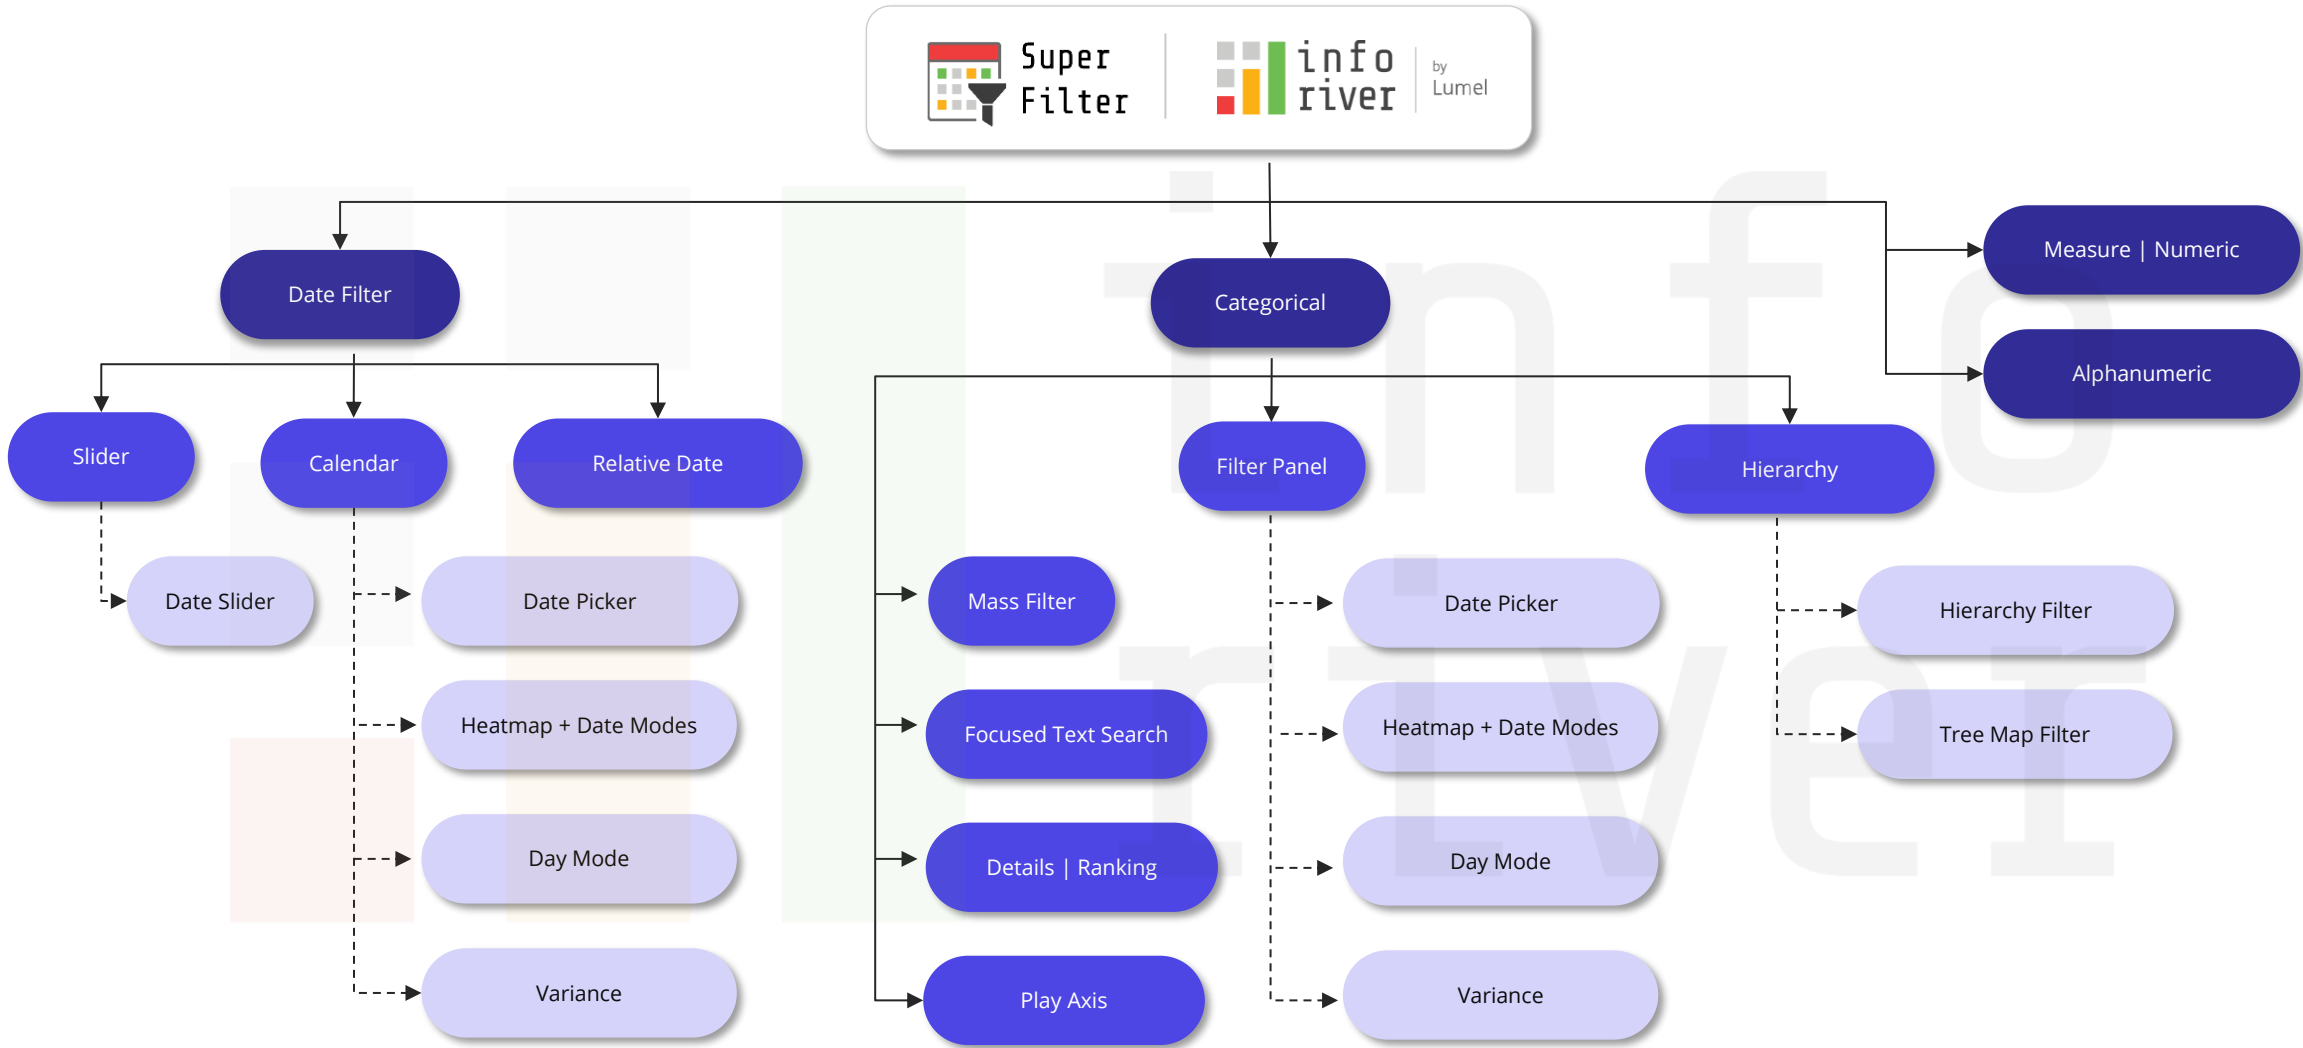 Super
Filter
info
river
by
Lumel
Measure | Numeric
Date Filter
Categorical
Alphanumeric
Slider
Calendar
Relative Date
Filter Panel
Hierarchy
Date Slider
Date Picker
Mass Filter
Date Picker
Hierarchy Filter
Heatmap + Date Modes
Focused Text Search
Heatmap + Date Modes
Tree Map Filter
Day Mode
Details | Ranking
Day Mode
Variance
Play Axis
Variance
info
river